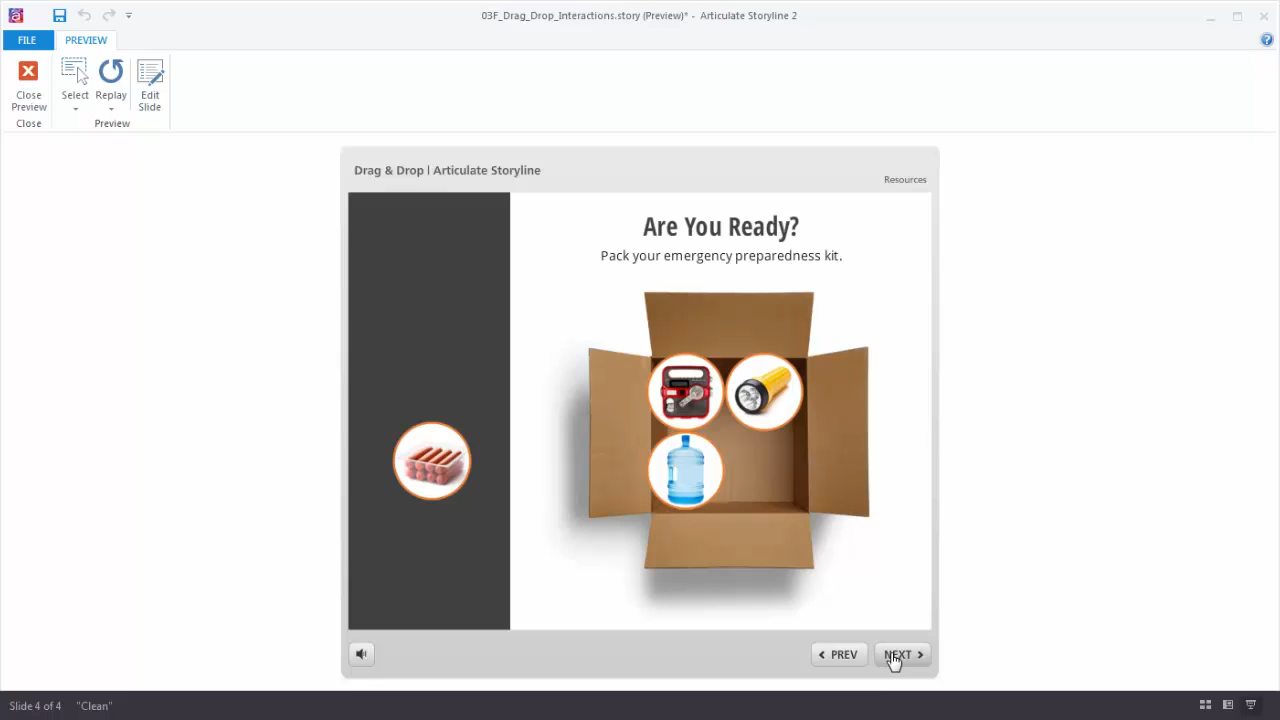 03F_Drag_Drop_Interactions.story (Preview)* - Articulate Storyline 2
FILE
PREVIEW
Close Preview
Select
Replay
Edit Slide
Close
Preview
Drag & Drop | Articulate Storyline
Resources
Are You Ready?
Pack your emergency preparedness kit.
PREV
NEXT
Slide 4 of 4 "Clean"